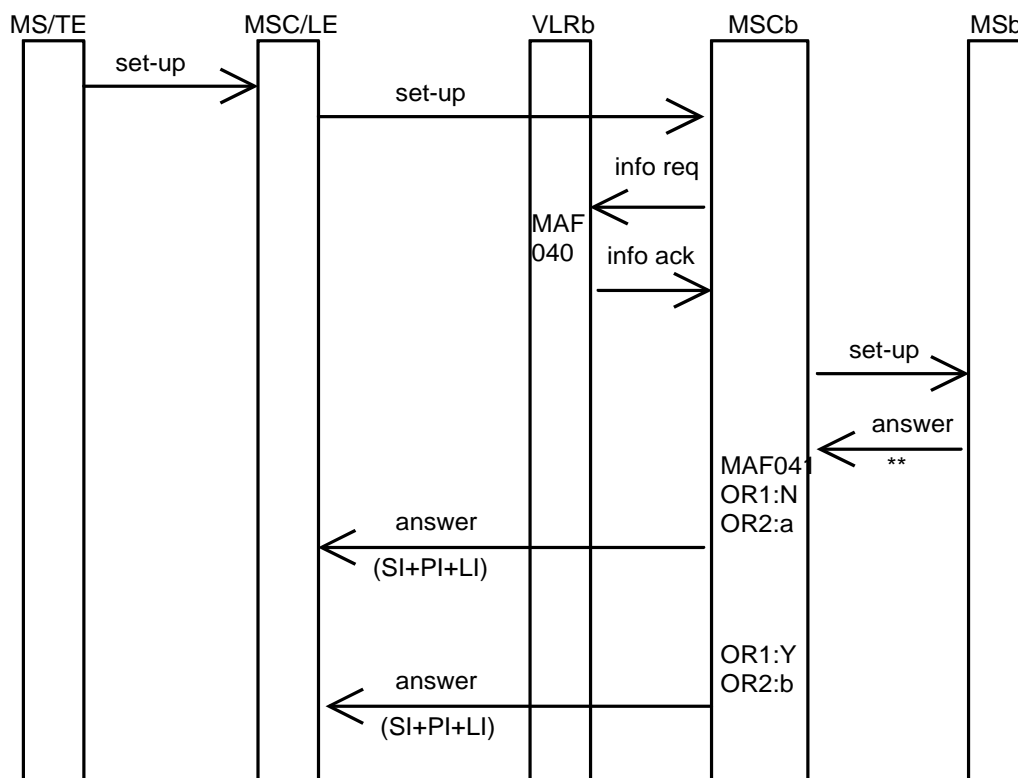 MS/TE MSC/LE VLRb MSCb MSb
set-up
set-up
info req
MAF
040
info ack
set-up
answer
**
MAF041
OR1:N
OR2:a
answer
(SI+PI+LI)
OR1:Y
OR2:b
answer
(SI+PI+LI)